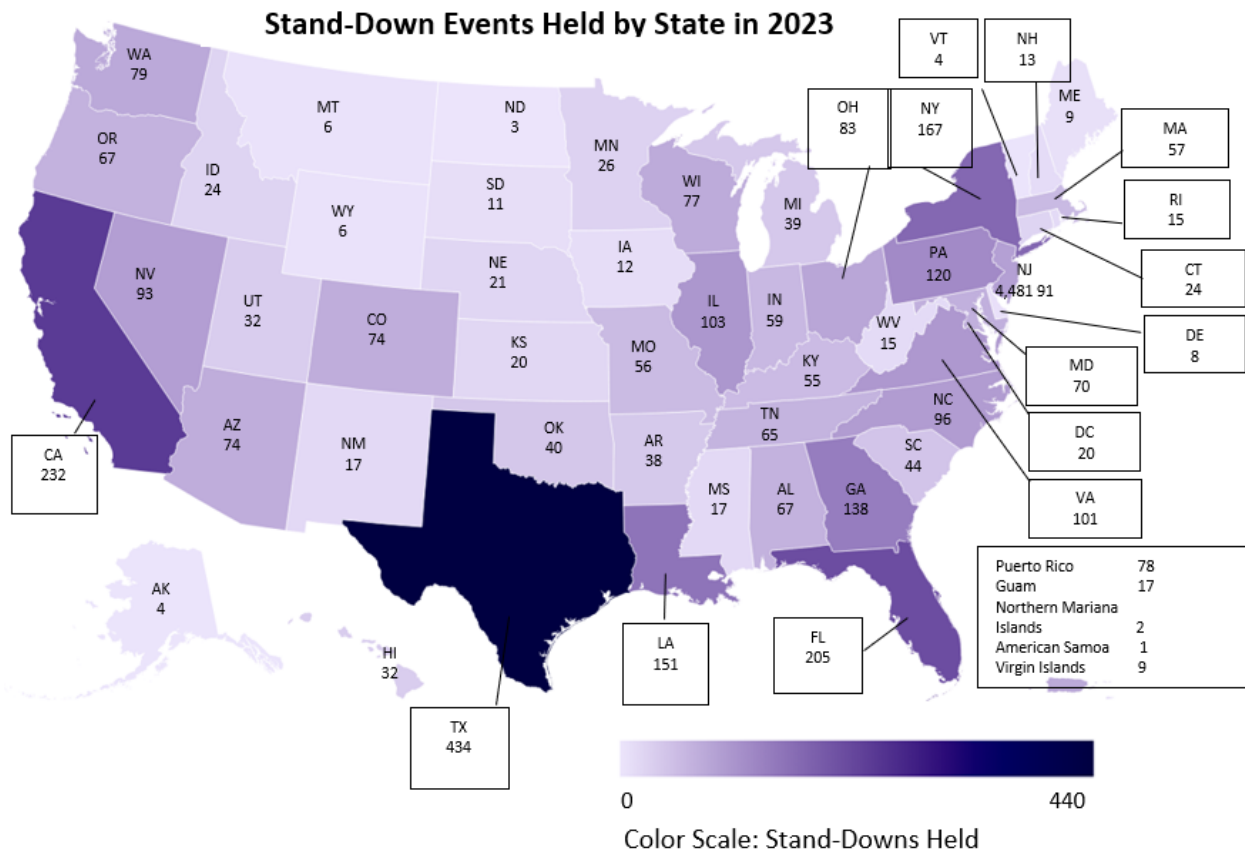 Stand-Down Events Held by State in 2023
VT
4
NH
13
WA
79
MT
6
ND
3
ME
9
OH
83
NY
167
MA
57
OR
67
MN
26
ID
24
SD
11
WI
77
MI
39
RI
15
WY
6
IA
12
PA
120
NV
93
NE
21
NJ
4,481 91
CT
24
UT
32
IL
103
IN
59
CO
74
WV
15
DE
8
KS
20
MO
56
KY
55
MD
70
CA
232
AZ
74
NM
17
OK
40
TN
65
NC
96
AR
38
SC
44
DC
20
MS
17
AL
67
GA
138
VA
101
Puerto Rico 78
Guam 17
Northern Mariana
Islands 2
American Samoa 1
Virgin Islands 9
AK
4
HI
32
LA
151
FL
205
TX
434
0 440
Color Scale: Stand-Downs Held